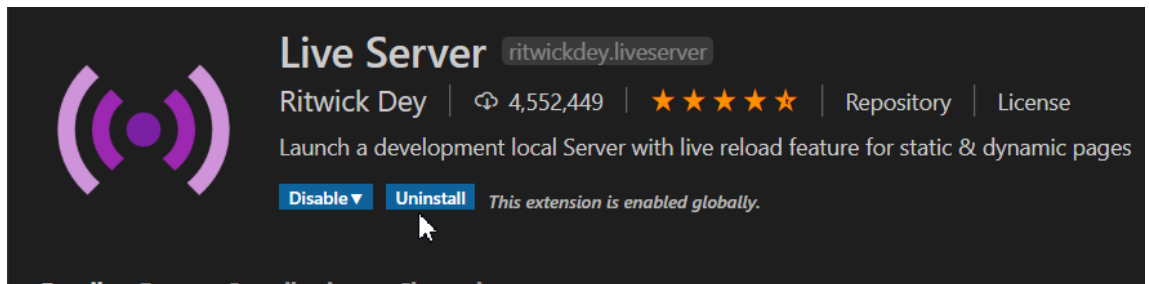 Live Server ritwickdey.liveserver
Ritwick Dey 4,552,449 Repository License
Launch a development local Server with live reload feature for static & dynamic pages
Disable▼ Uninstall This extension is enabled globally.